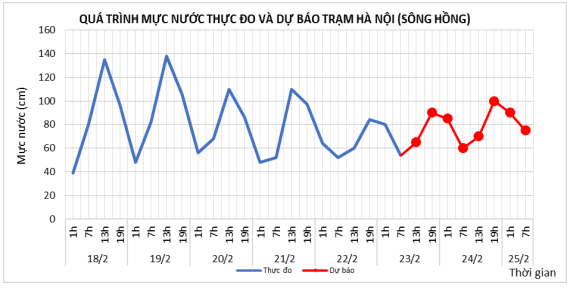 QUÁ TRÌNH MỰC NƯỚC THỰC ĐO VÀ DỰ BÁO TRẠM HÀ NỘI (SÔNG HỒNG)
Mực nước (cm)
160
140
120
100
80
60
40
20
0
1h 7h 13h 19h 1h 7h 13h 19h 1h 7h 13h 19h 1h 7h 13h 19h 1h 7h 13h 19h 1h 7h 13h 19h 1h 7h 13h 19h 1h 7h
18/2 19/2 20/2 21/2 22/2 23/2 24/2 25/2
Thực đo Dự báo Thời gian